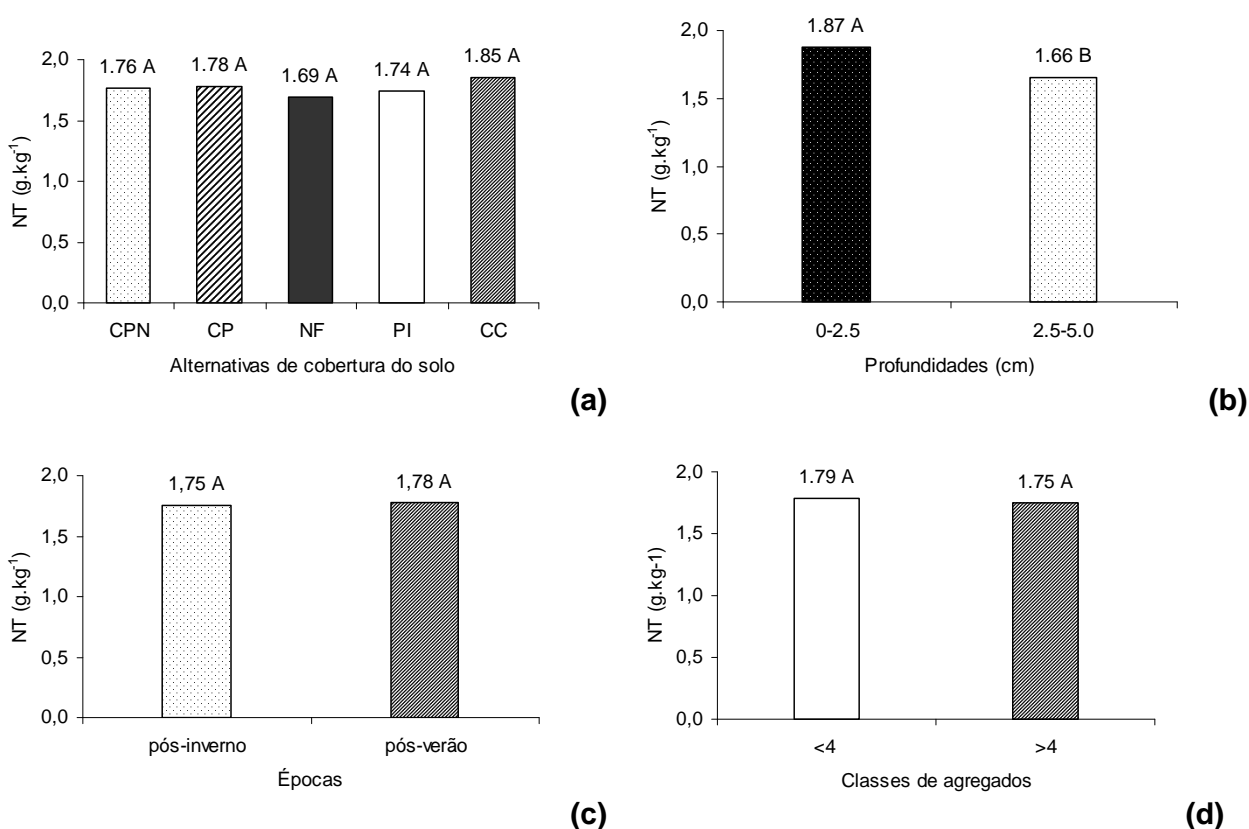 1.76 A 1.78 A 1.69 A 1.74 A 1.85 A
2,0
1,5
1,0
0,5
0,0
NT (g.kg⁻¹)
CPN CP NF PI CC
Alternativas de cobertura do solo
(a)
1.87 A 1.66 B
2,0
1,5
1,0
0,5
0,0
NT (g.kg⁻¹)
0-2.5 2.5-5.0
Profundidades (cm)
(b)
1,75 A 1,78 A
2,0
1,5
1,0
0,5
0,0
NT (g.kg⁻¹)
pós-inverno pós-verão
Épocas
(c)
1.79 A 1.75 A
2,0
1,5
1,0
0,5
0,0
NT (g.kg-1)
<4 >4
Classes de agregados
(d)